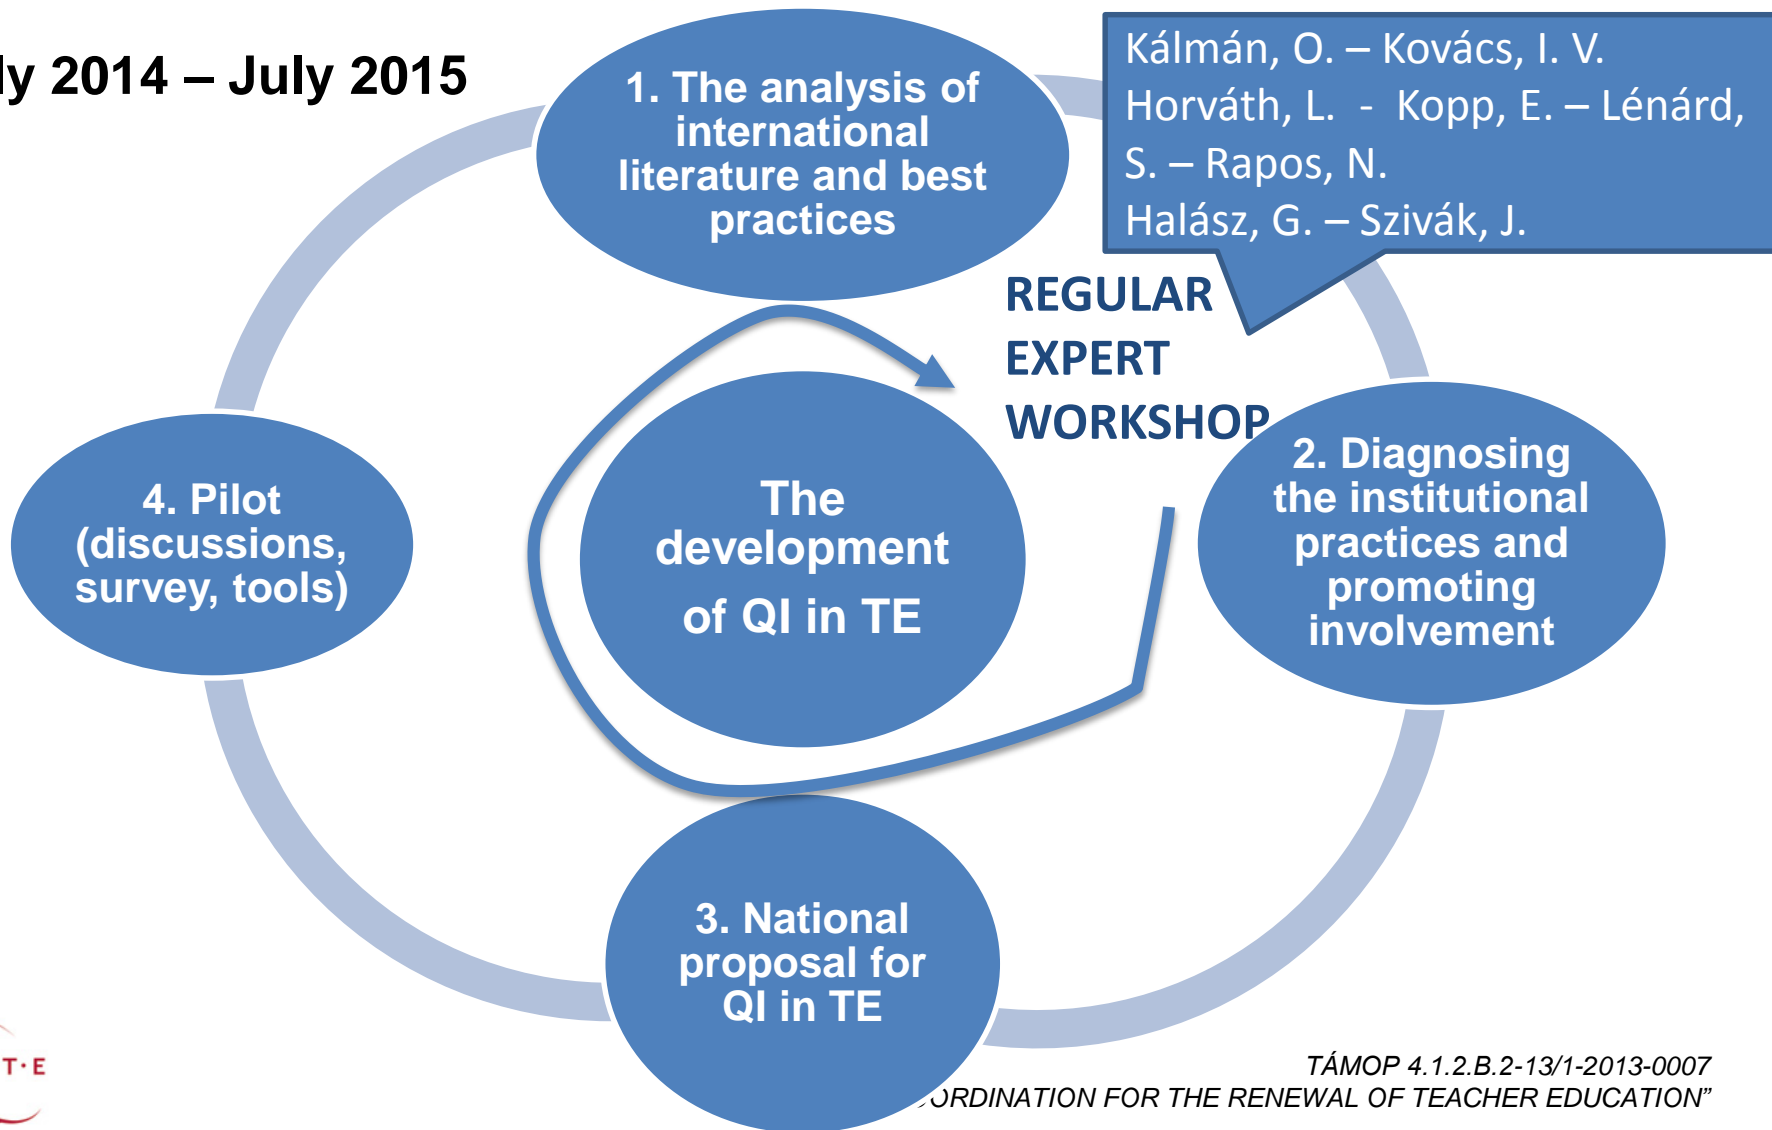 ly 2014 – July 2015
1. The analysis of
international
literature and best
practices
Kálmán, O. – Kovács, I. V.
Horváth, L. - Kopp, E. – Lénárd,
S. – Rapos, N.
Halász, G. – Szivák, J.
REGULAR
EXPERT
WORKSHOP
2. Diagnosing
the institutional
practices and
promoting
involvement
The
development
of QI in TE
4. Pilot
(discussions,
survey, tools)
3. National
proposal for
QI in TE
T·E
TÁMOP 4.1.2.B.2-13/1-2013-0007
ORDINATION FOR THE RENEWAL OF TEACHER EDUCATION”